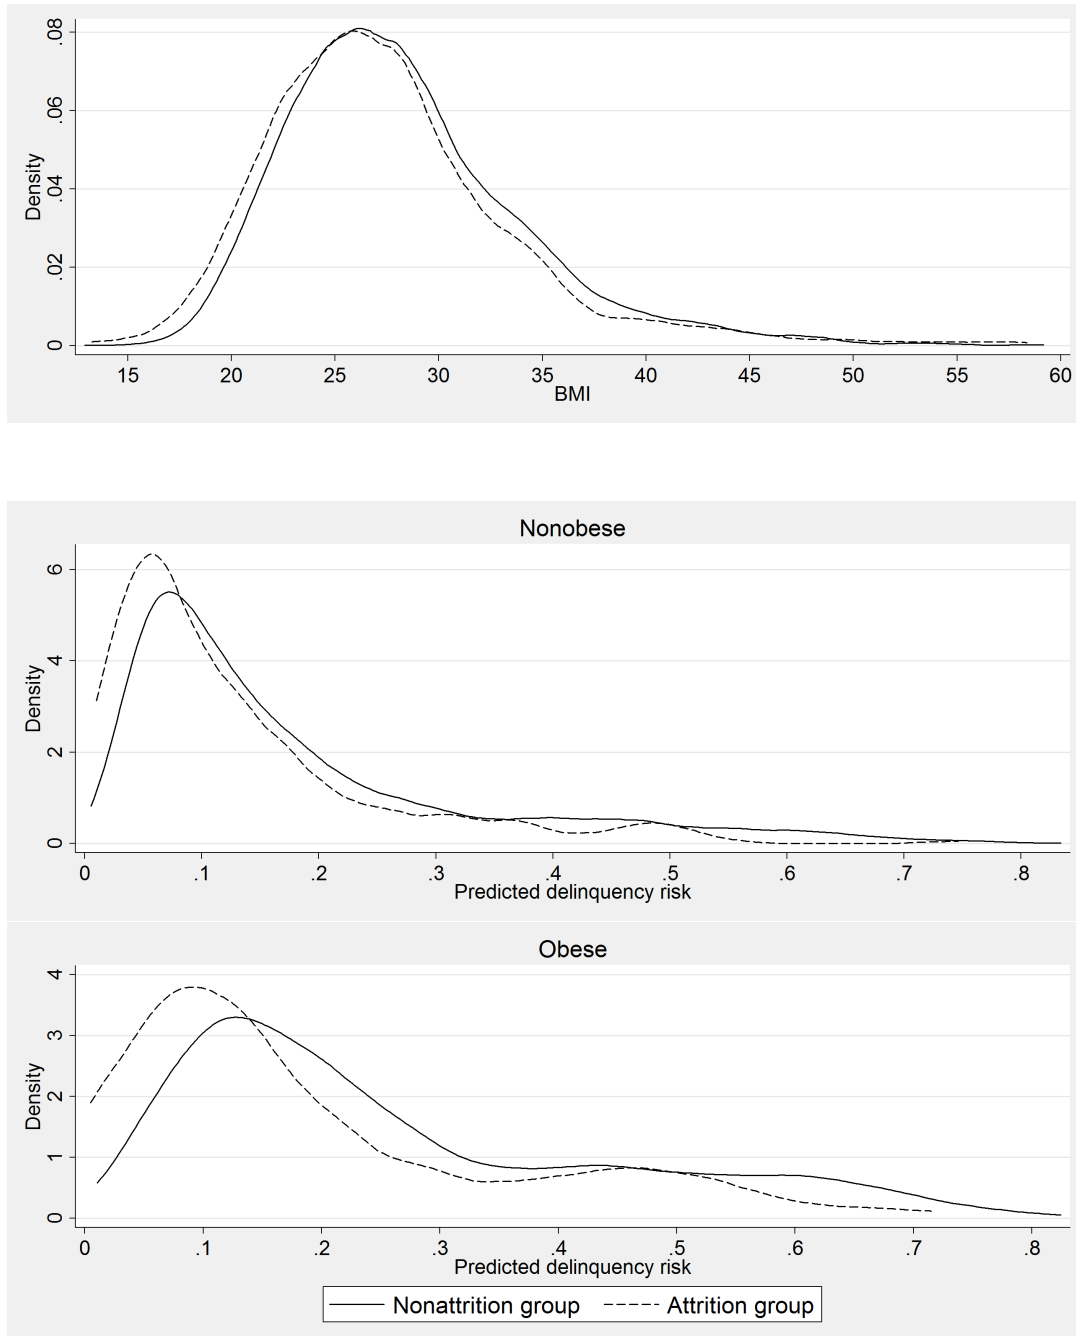 Density
0 .02 .04 .06 .08
15 20 25 30 35 40 45 50 55 60
BMI
Nonobese
Density
0 2 4 6
0 .1 .2 .3 .4 .5 .6 .7 .8
Predicted delinquency risk
Obese
Density
0 1 2 3 4
0 .1 .2 .3 .4 .5 .6 .7 .8
Predicted delinquency risk
Nonattrition group Attrition group